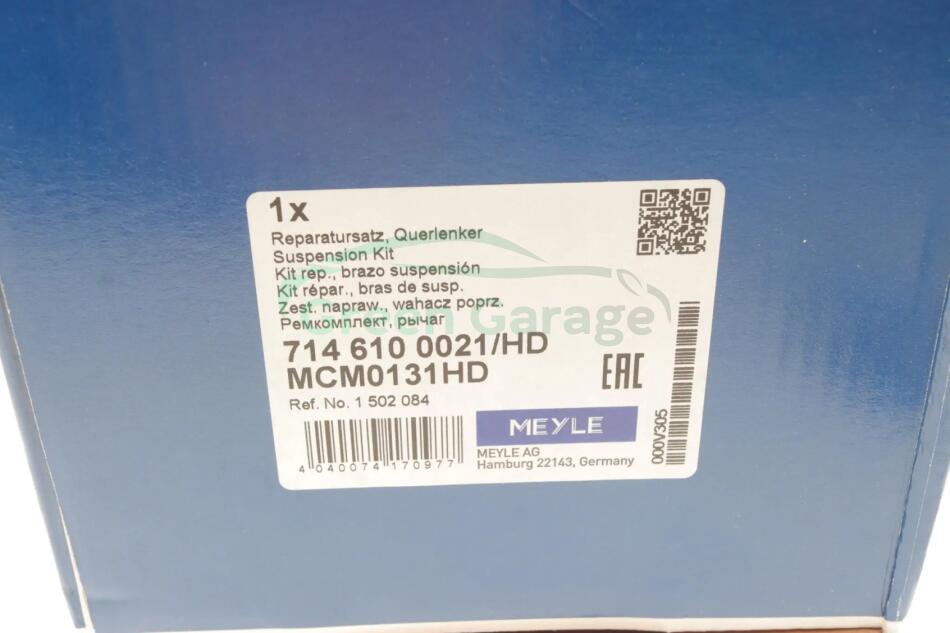 1x
Reparatursatz, Querlenker
Suspension Kit
Kit rep., brazo suspensión
Kit répar., bras de susp.
Zest. napraw., wahacz poprz.
Ремкомплект, рычаг
Green Garage
714 610 0021/HD
MCM0131HD
EAC
Ref. No. 1 502 084
MEYLE
MEYLE AG
Hamburg 22143, Germany
4 040074 170977
000V305